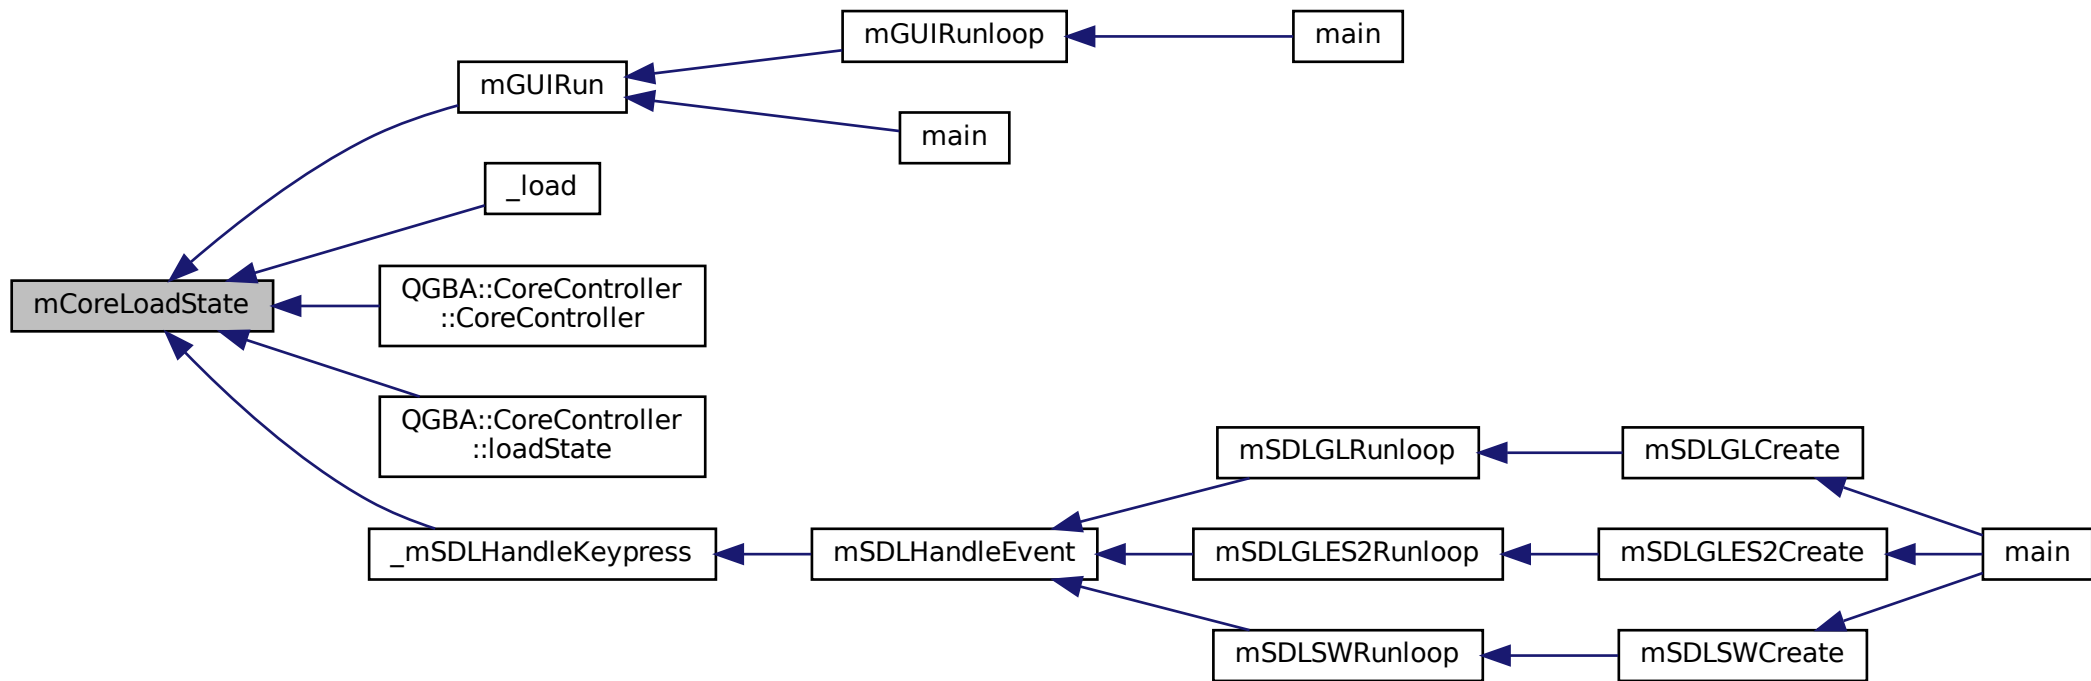 mGUIRunloop
main
mGUIRun
main
_load
QGBA::CoreController
::CoreController
mCoreLoadState
QGBA::CoreController
::loadState
mSDLGLRunloop
mSDLGLCreate
_mSDLHandleKeypress
mSDLHandleEvent
mSDLGLES2Runloop
mSDLGLES2Create
main
mSDLSWRunloop
mSDLSWCreate